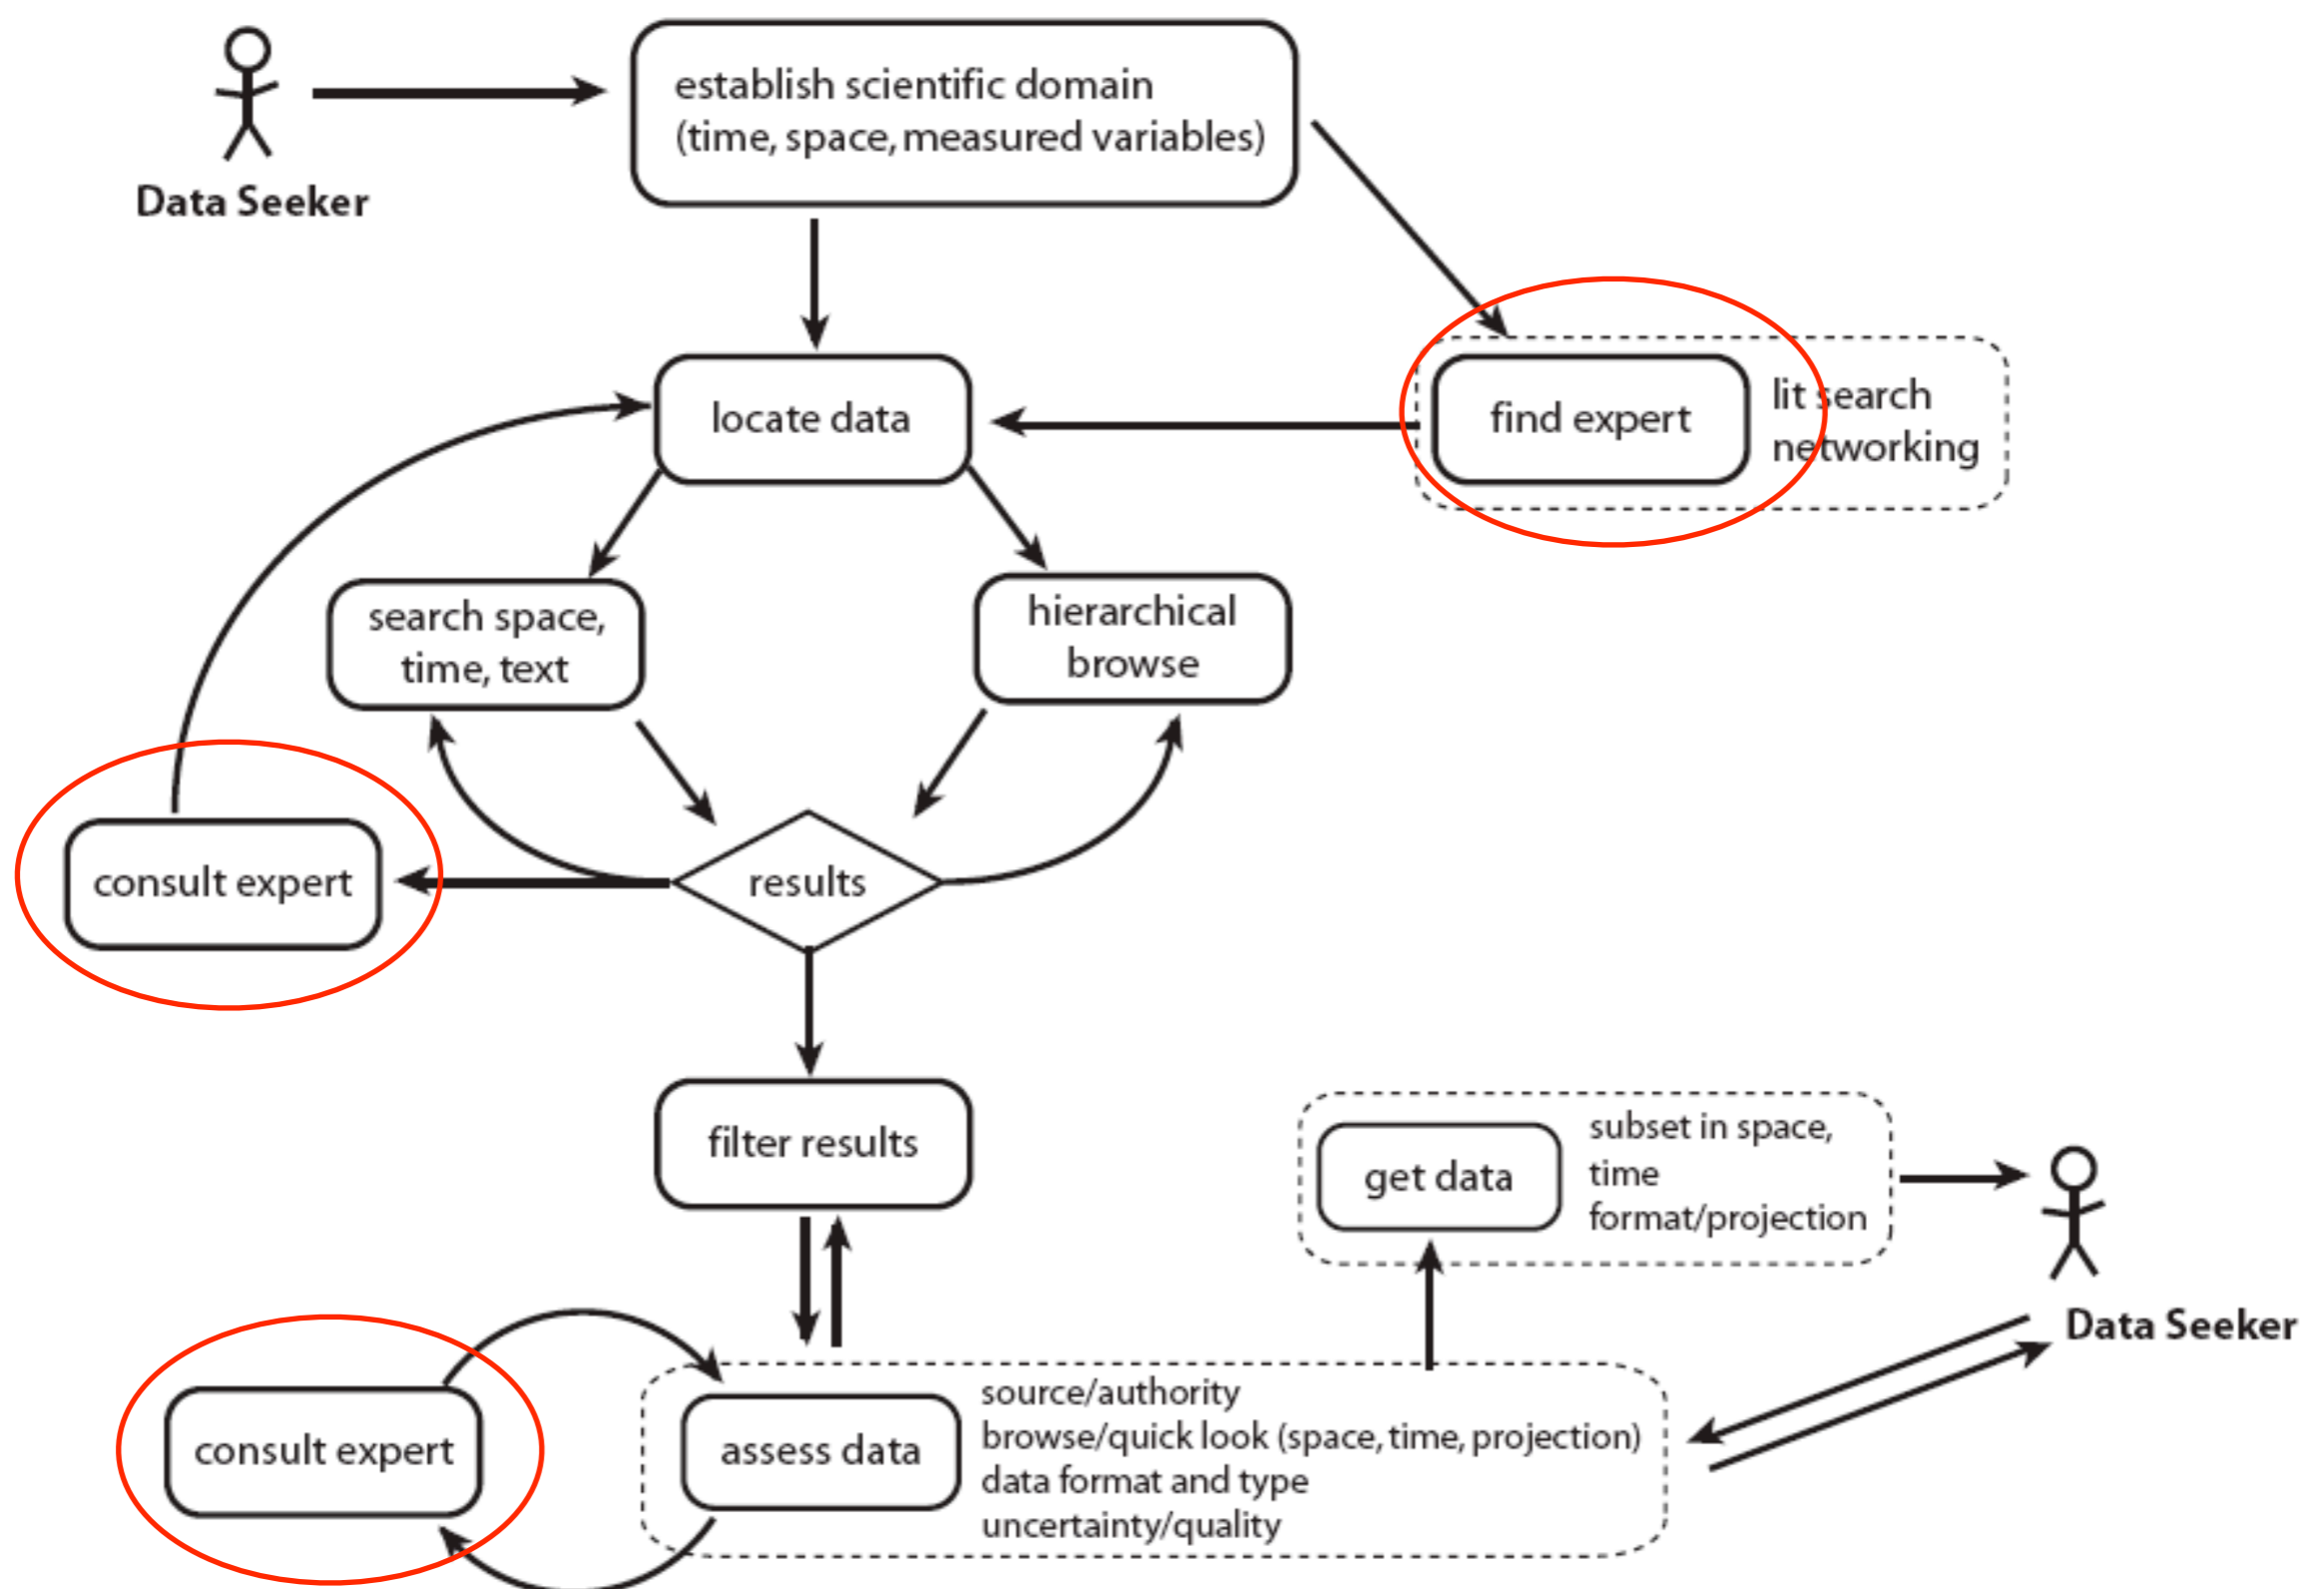 establish scientific domain
(time, space, measured variables)
Data Seeker
locate data
find expert
lit search
networking
search space,
time, text
hierarchical
browse
consult expert
results
filter results
get data
subset in space,
time
format/projection
Data Seeker
consult expert
assess data
source/authority
browse/quick look (space, time, projection)
data format and type
uncertainty/quality